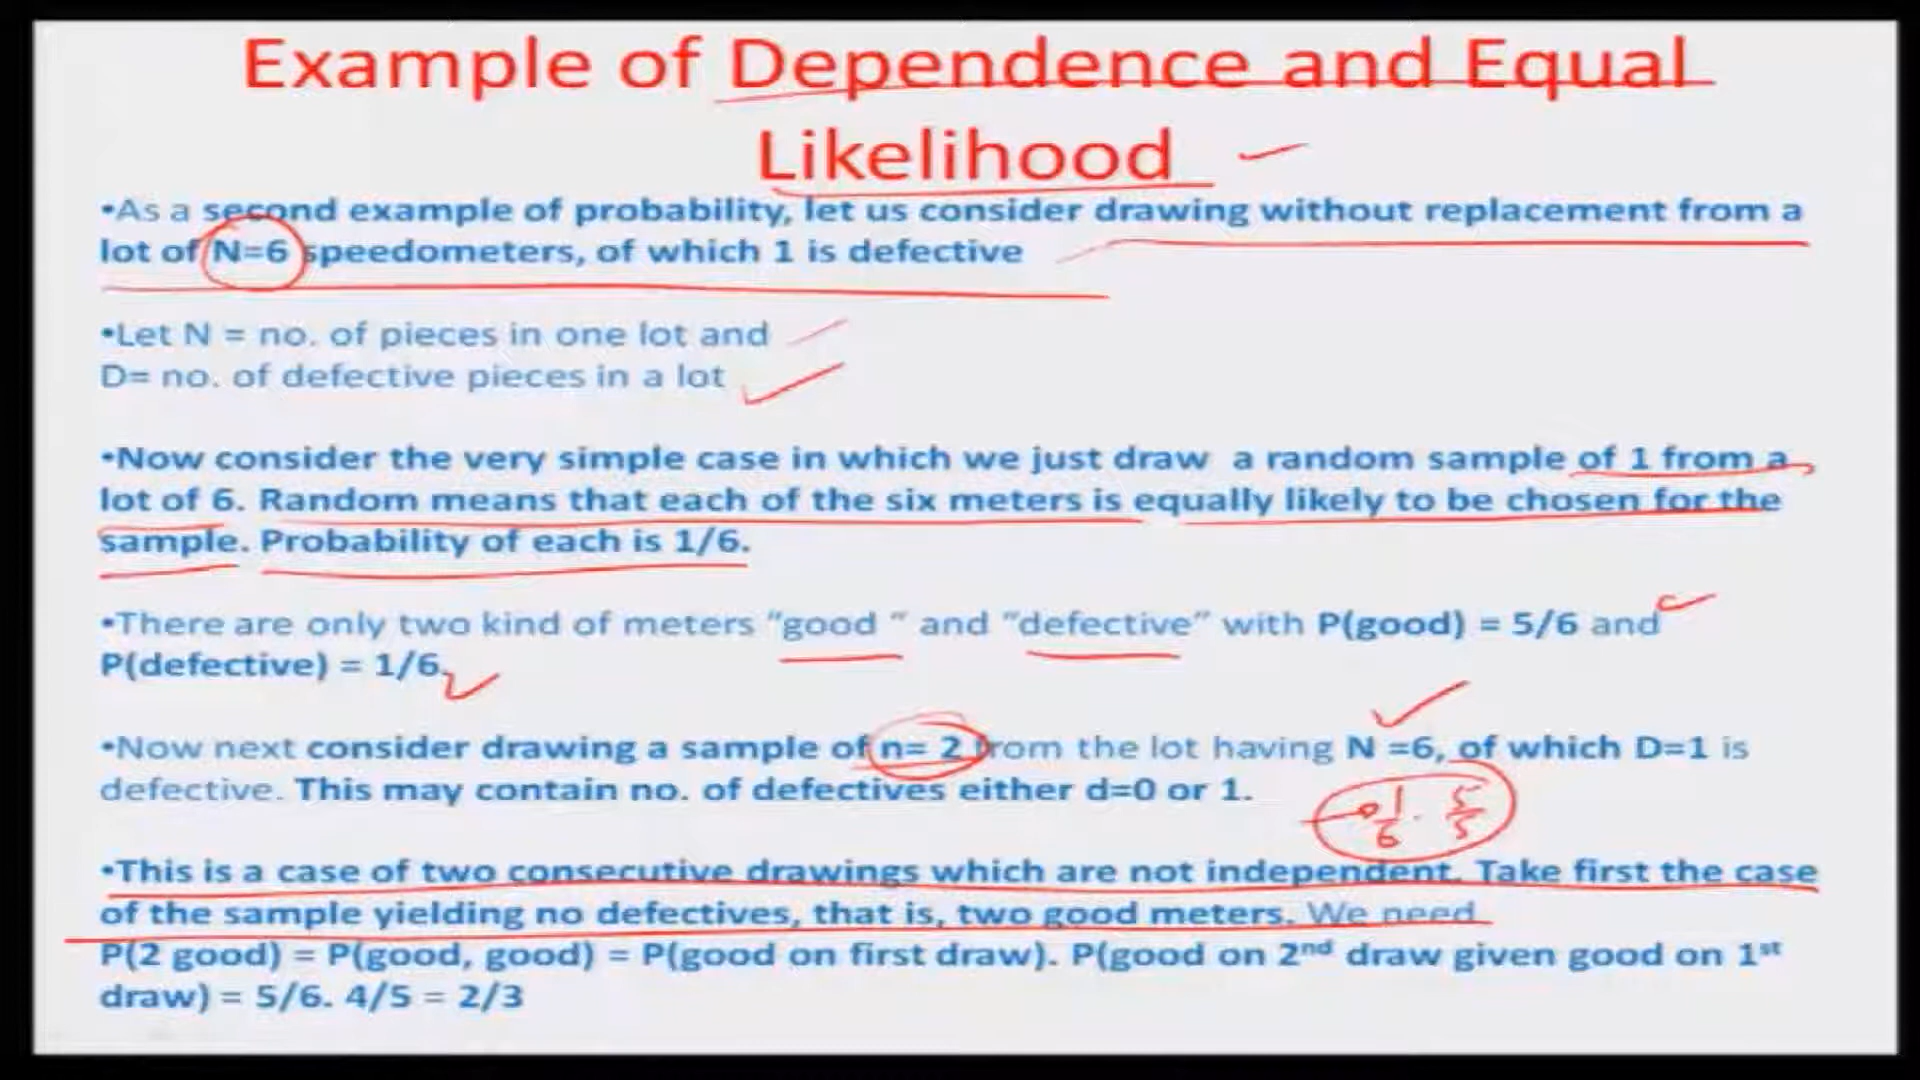 Example of Dependence and Equal
Likelihood
•As a second example of probability, let us consider drawing without replacement from a
lot of N=6 speedometers, of which 1 is defective
•Let N = no. of pieces in one lot and
D= no. of defective pieces in a lot
•Now consider the very simple case in which we just draw a random sample of 1 from a
lot of 6. Random means that each of the six meters is equally likely to be chosen for the
sample. Probability of each is 1/6.
•There are only two kind of meters "good " and "defective" with P(good) = 5/6 and
P(defective) = 1/6.
•Now next consider drawing a sample of n= 2 from the lot having N =6, of which D=1 is
defective. This may contain no. of defectives either d=0 or 1.
1/6 . 5/5
•This is a case of two consecutive drawings which are not independent. Take first the case
of the sample yielding no defectives, that is, two good meters. We need
P(2 good) = P(good, good) = P(good on first draw). P(good on 2nd draw given good on 1st
draw) = 5/6. 4/5 = 2/3